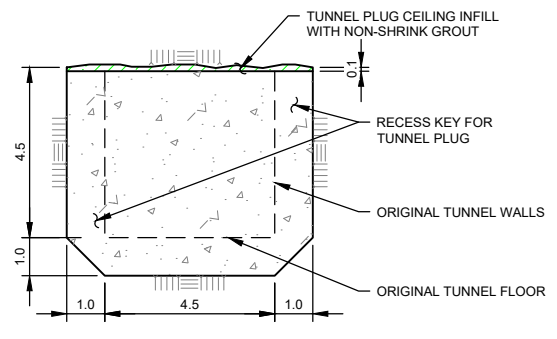 TUNNEL PLUG CEILING INFILL
WITH NON-SHRINK GROUT
0.1
RECESS KEY FOR
TUNNEL PLUG
4.5
ORIGINAL TUNNEL WALLS
1.0
ORIGINAL TUNNEL FLOOR
1.0 4.5 1.0